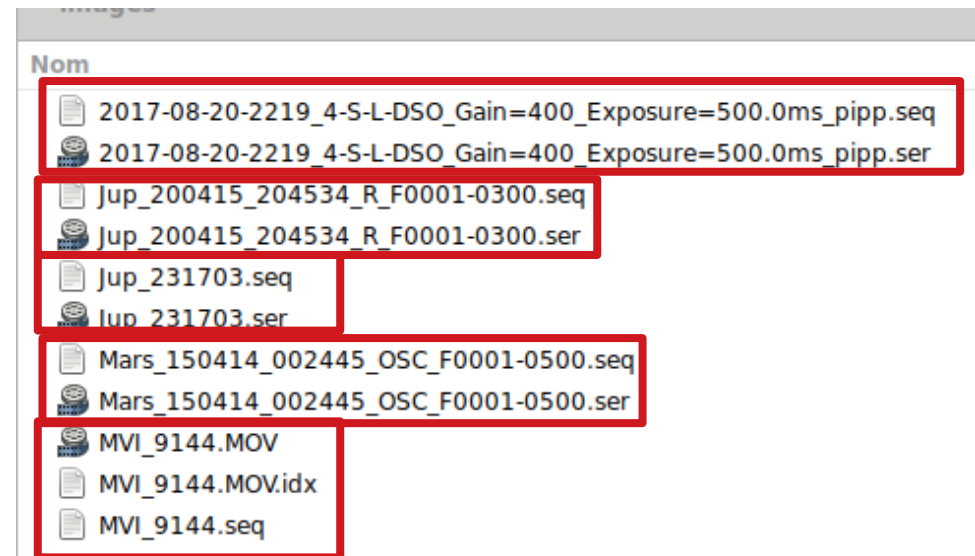 Images
Nom
2017-08-20-2219_4-S-L-DSO_Gain=400_Exposure=500.0ms_pipp.seq
2017-08-20-2219_4-S-L-DSO_Gain=400_Exposure=500.0ms_pipp.ser
Jup_200415_204534_R_F0001-0300.seq
Jup_200415_204534_R_F0001-0300.ser
Jup_231703.seq
Jup_231703.ser
Mars_150414_002445_OSC_F0001-0500.seq
Mars_150414_002445_OSC_F0001-0500.ser
MVI_9144.MOV
MVI_9144.MOV.idx
MVI_9144.seq